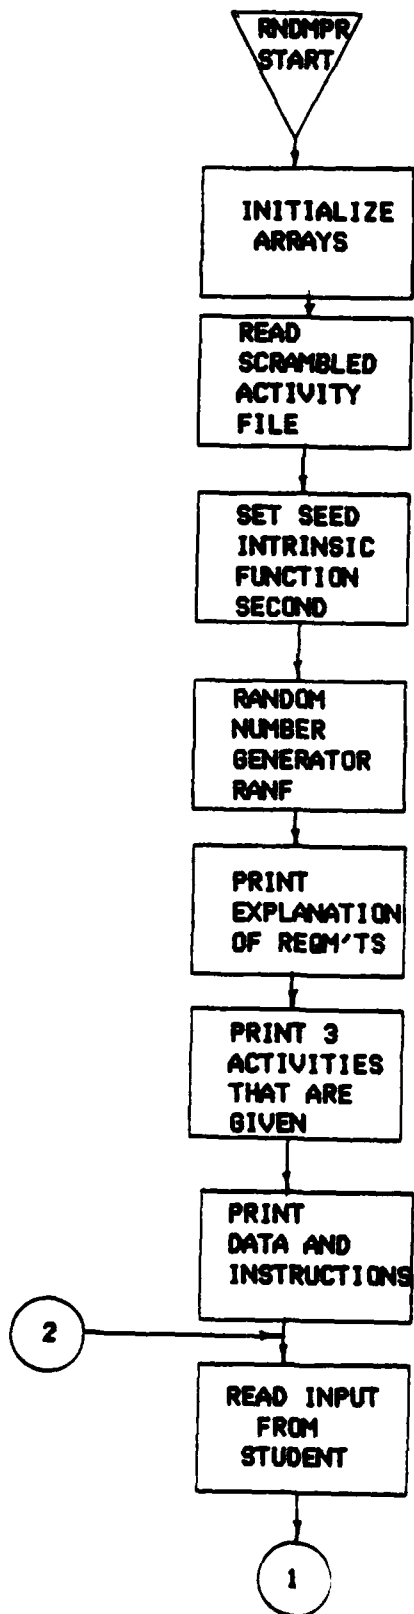 RNDMPR
START
INITIALIZE
ARRAYS
READ
SCRAMBLED
ACTIVITY
FILE
SET SEED
INTRINSIC
FUNCTION
SECOND
RANDOM
NUMBER
GENERATOR
RANF
PRINT
EXPLANATION
OF REQM'TS
PRINT 3
ACTIVITIES
THAT ARE
GIVEN
PRINT
DATA AND
INSTRUCTIONS
2
READ INPUT
FROM
STUDENT
1